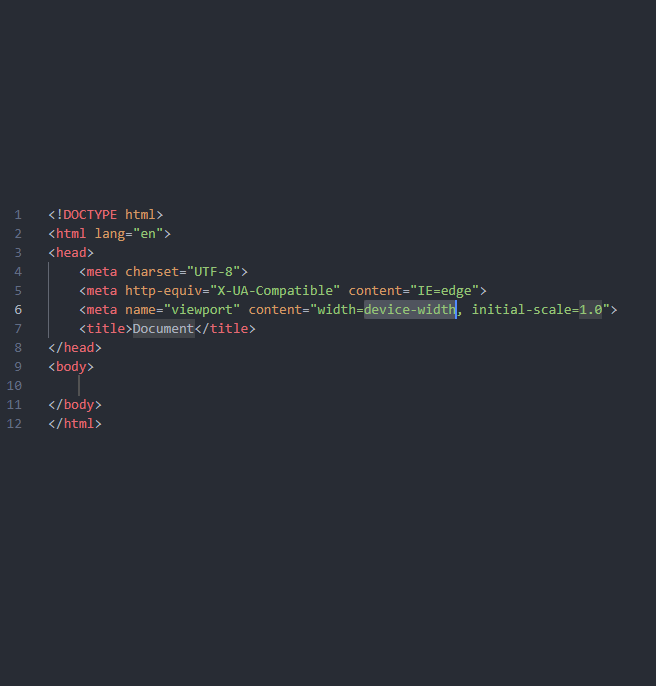 1 <!DOCTYPE html>
2 <html lang="en">
3 <head>
4     <meta charset="UTF-8">
5     <meta http-equiv="X-UA-Compatible" content="IE=edge">
6     <meta name="viewport" content="width=device-width, initial-scale=1.0">
7     <title>Document</title>
8 </head>
9 <body>
10
11 </body>
12 </html>